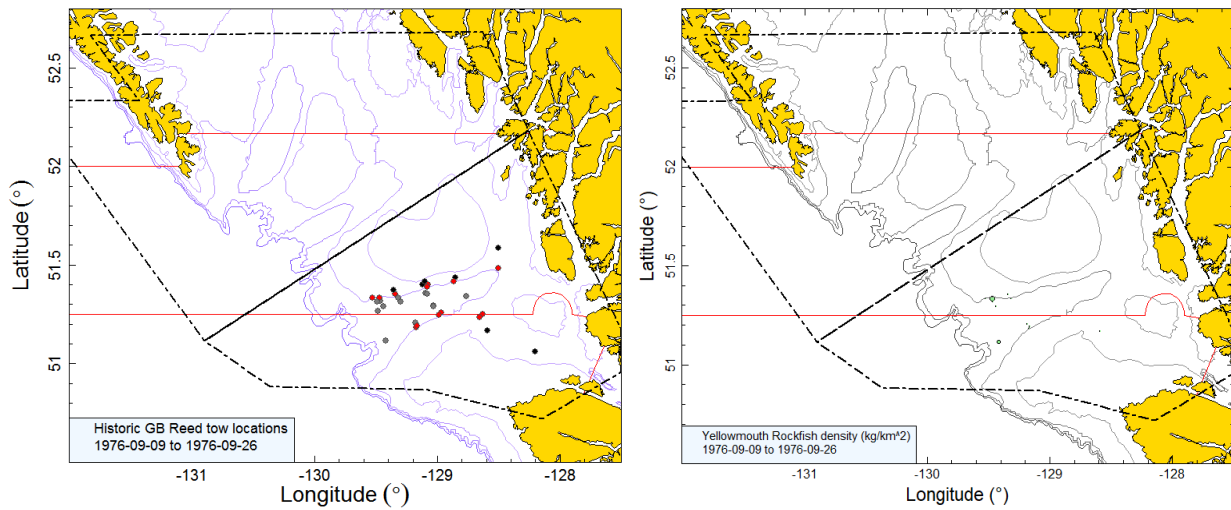 52.5
52
51.5
51
Latitude (°)
Historic GB Reed tow locations
1976-09-09 to 1976-09-26
-131
-130
-129
-128
Longitude (°)
52.5
52
51.5
51
Latitude (°)
Yellowmouth Rockfish density (kg/km^2)
1976-09-09 to 1976-09-26
-131
-130
-129
-128
Longitude (°)